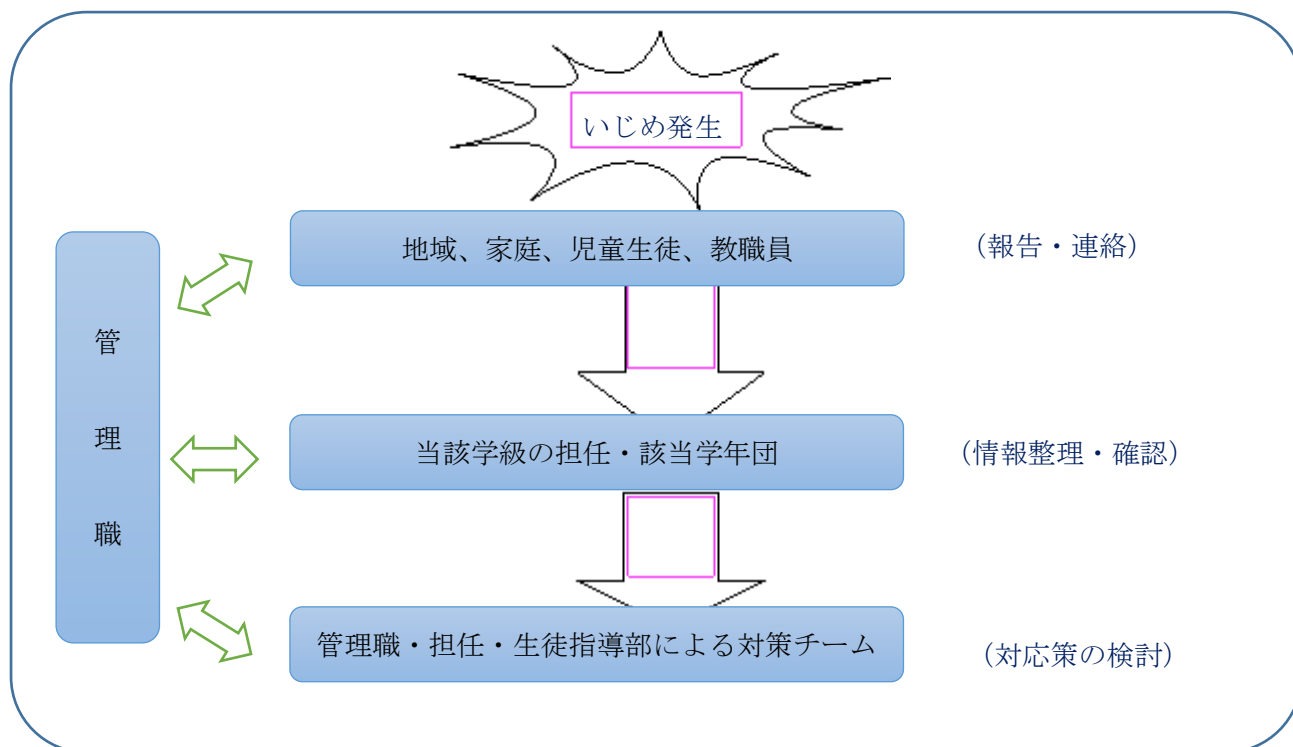 いじめ発生
地域、家庭、児童生徒、教職員
（報告・連絡）
管理職
当該学級の担任・該当学年団
（情報整理・確認）
管理職・担任・生徒指導部による対策チーム
（対応策の検討）